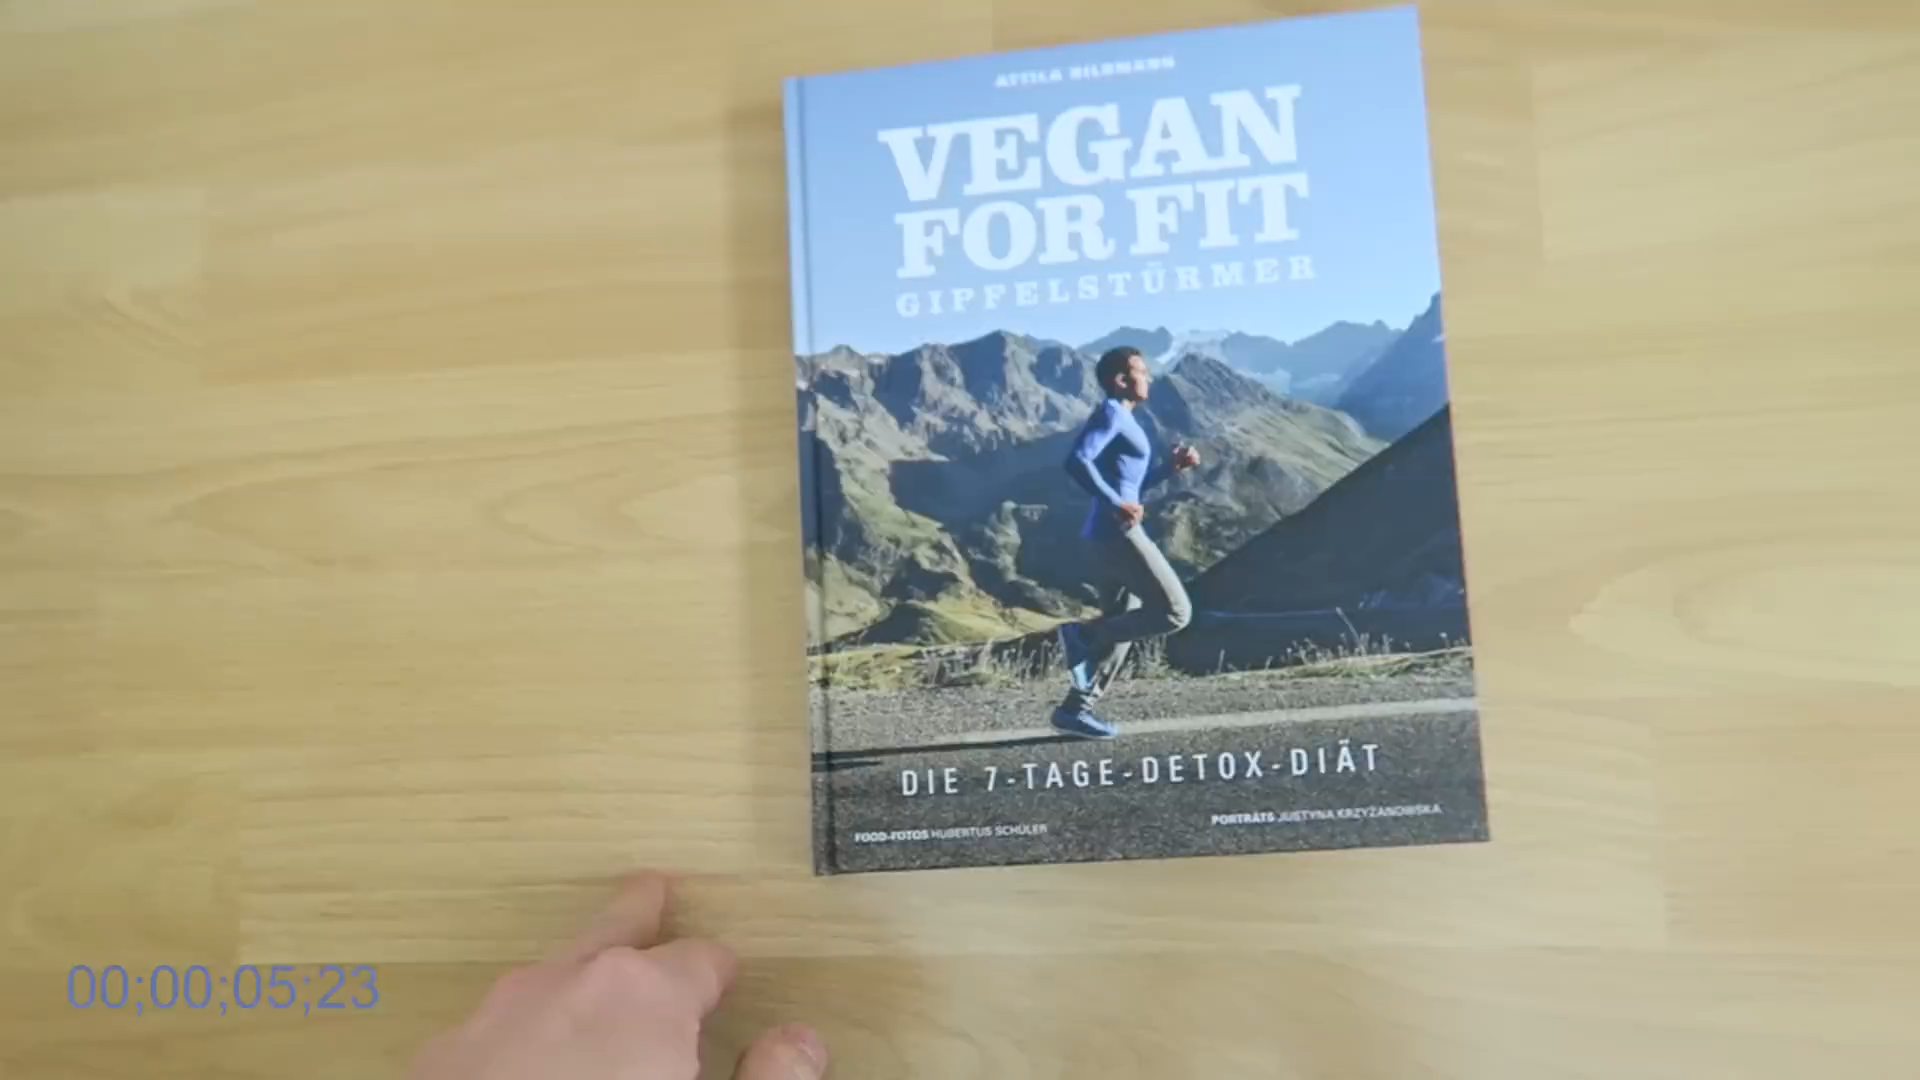 ATTILA HILDMANN
VEGAN
FOR FIT
GIPFELSTÜRMER
DIE 7-TAGE-DETOX-DIÄT
FOOD-FOTOS HUBERTUS SCHÜLER
PORTRÄTS JUSTYNA KRZYŻANOWSKA
00;00;05;23